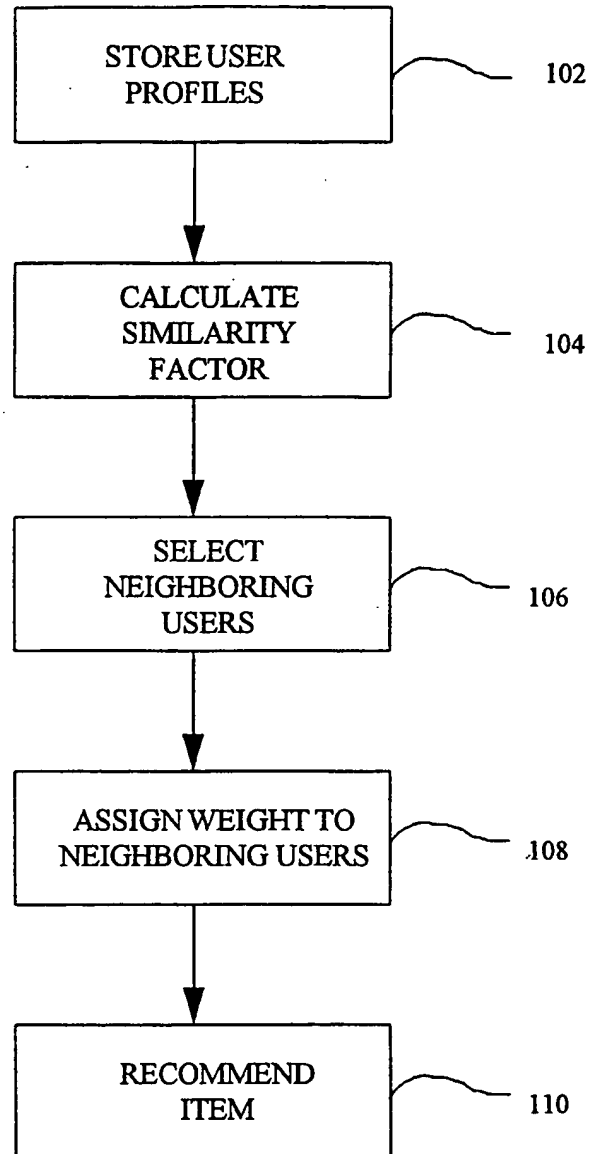 STORE USER
PROFILES
102
CALCULATE
SIMILARITY
FACTOR
104
SELECT
NEIGHBORING
USERS
106
ASSIGN WEIGHT TO
NEIGHBORING USERS
108
RECOMMEND
ITEM
110